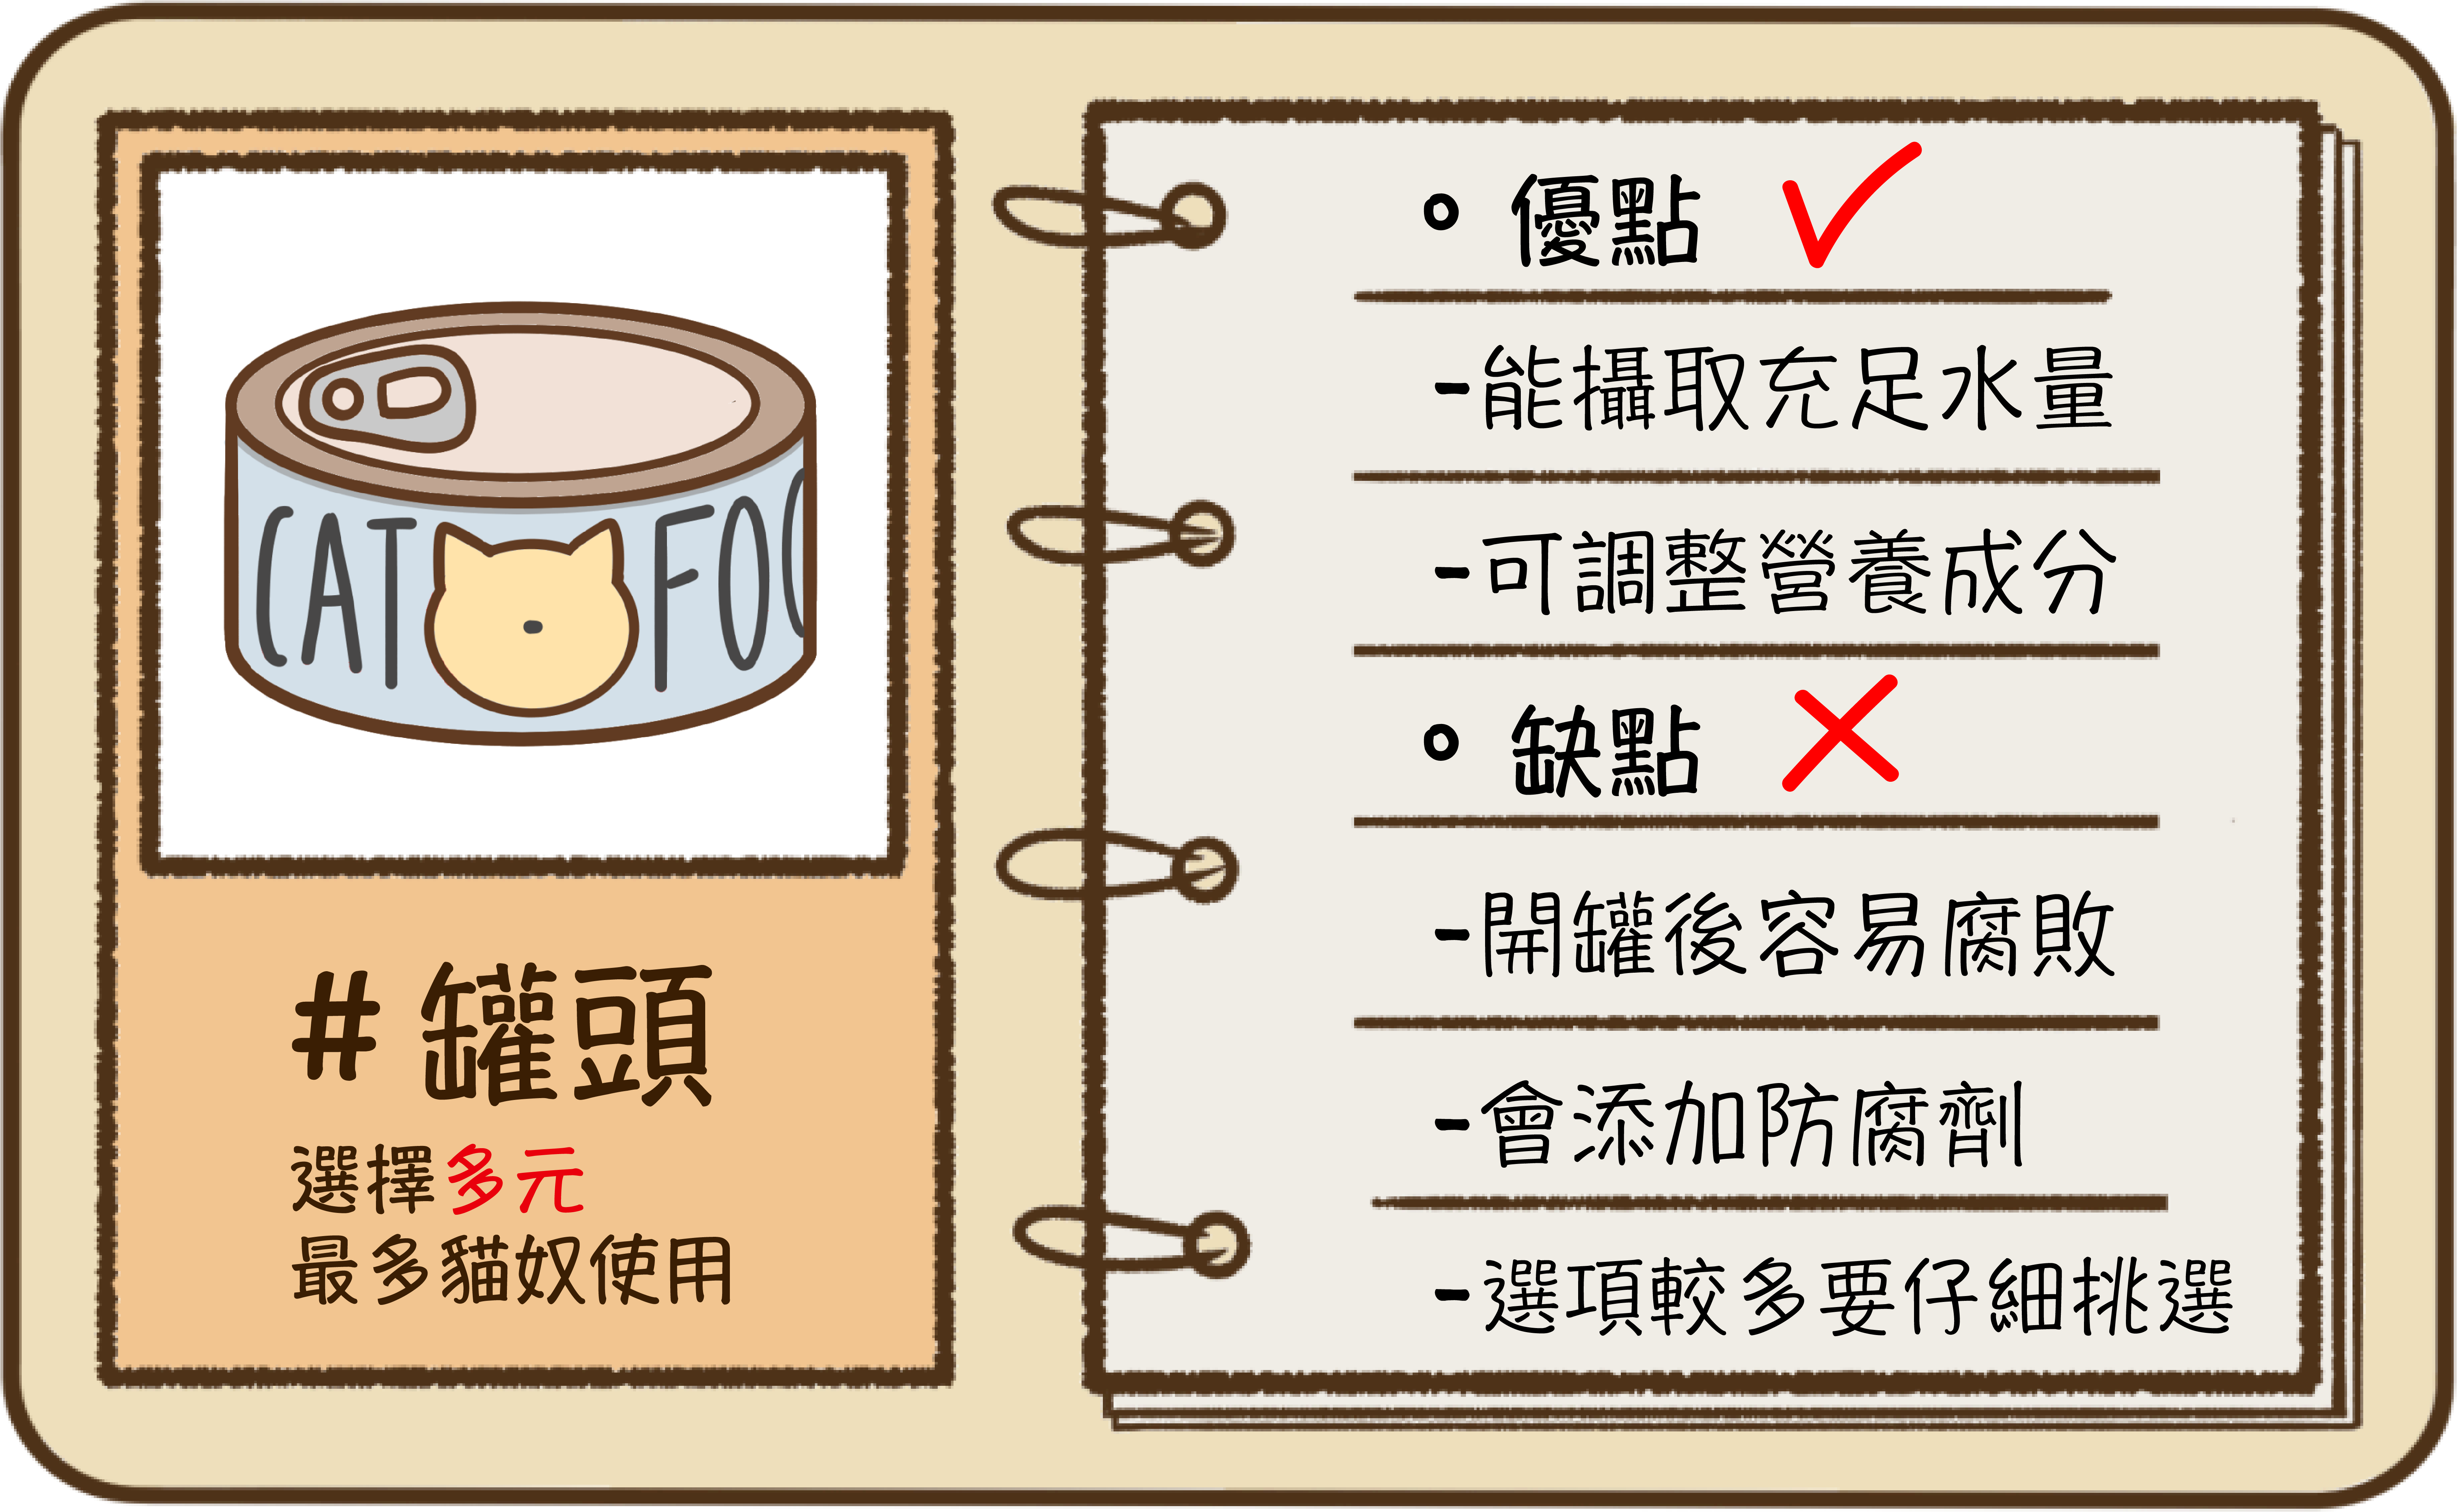 CAT FOO
# 罐頭
選擇多元
最多貓奴使用
• 優點
-能攝取充足水量
-可調整營養成分
• 缺點
-開罐後容易腐敗
-會添加防腐劑
-選項較多要仔細挑選